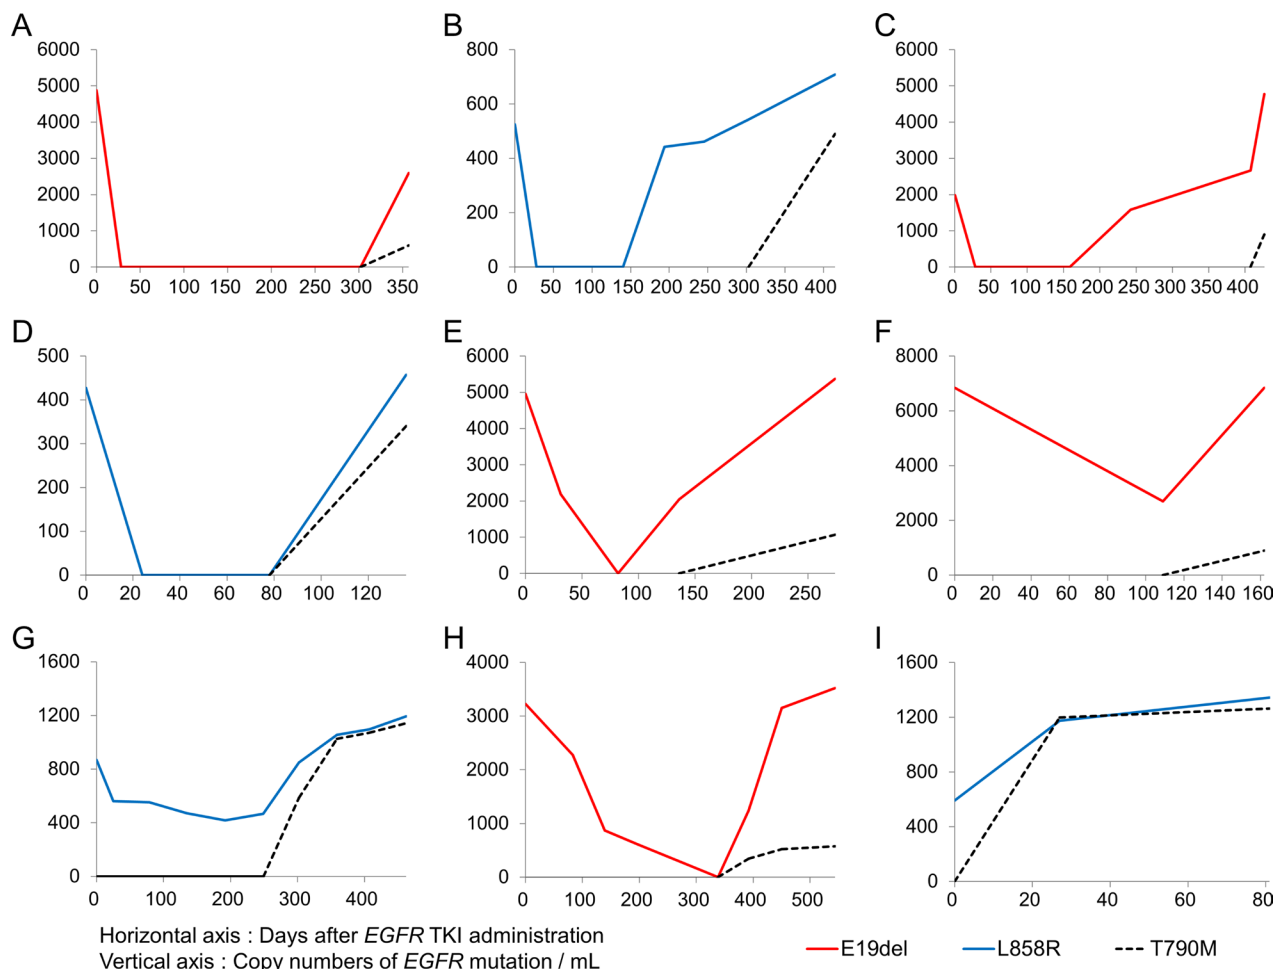 A
6000
5000
4000
3000
2000
1000
0
0 50 100 150 200 250 300 350
B
800
600
400
200
0
0 50 100 150 200 250 300 350 400
C
6000
5000
4000
3000
2000
1000
0
0 50 100 150 200 250 300 350 400
D
500
400
300
200
100
0
0 20 40 60 80 100 120
E
6000
5000
4000
3000
2000
1000
0
0 50 100 150 200 250
F
8000
6000
4000
2000
0
0 20 40 60 80 100 120 140 160
G
1600
1200
800
400
0
0 100 200 300 400
H
4000
3000
2000
1000
0
0 100 200 300 400 500
I
1600
1200
800
400
0
0 20 40 60 80
Horizontal axis : Days after EGFR TKI administration
Vertical axis : Copy numbers of EGFR mutation / mL
E19del L858R T790M